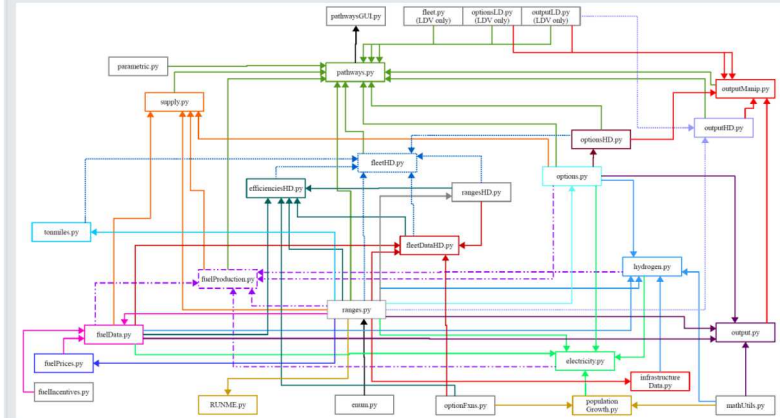 pathwaysGUI.py
fleet.py
(LDV only)
optionsLD.py
(LDV only)
outputLD.py
(LDV only)
parametric.py
pathways.py
outputManip.py
supply.py
outputHD.py
optionsHD.py
fleetHD.py
options.py
efficienciesHD.py
rangesHD.py
tonmiles.py
fleetDataHD.py
hydrogen.py
fuelProduction.py
ranges.py
fuelData.py
output.py
fuelPrices.py
electricity.py
infrastructure
Data.py
fuelIncentives.py
RUNME.py
enum.py
optionFxns.py
population
Growth.py
mathUtils.py